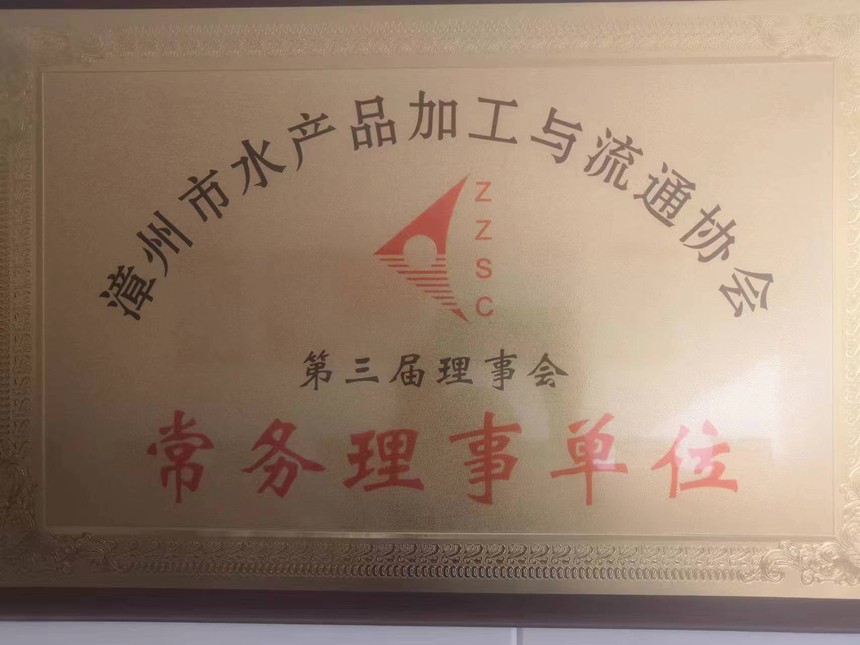 漳州市水产品加工与流通协会
ZZSC
第三届理事会
常务理事单位